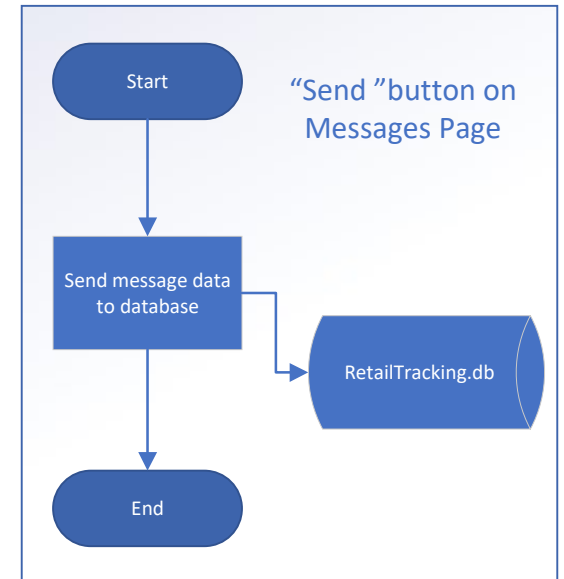 Start
“Send ”button on
Messages Page
Send message data
to database
RetailTracking.db
End